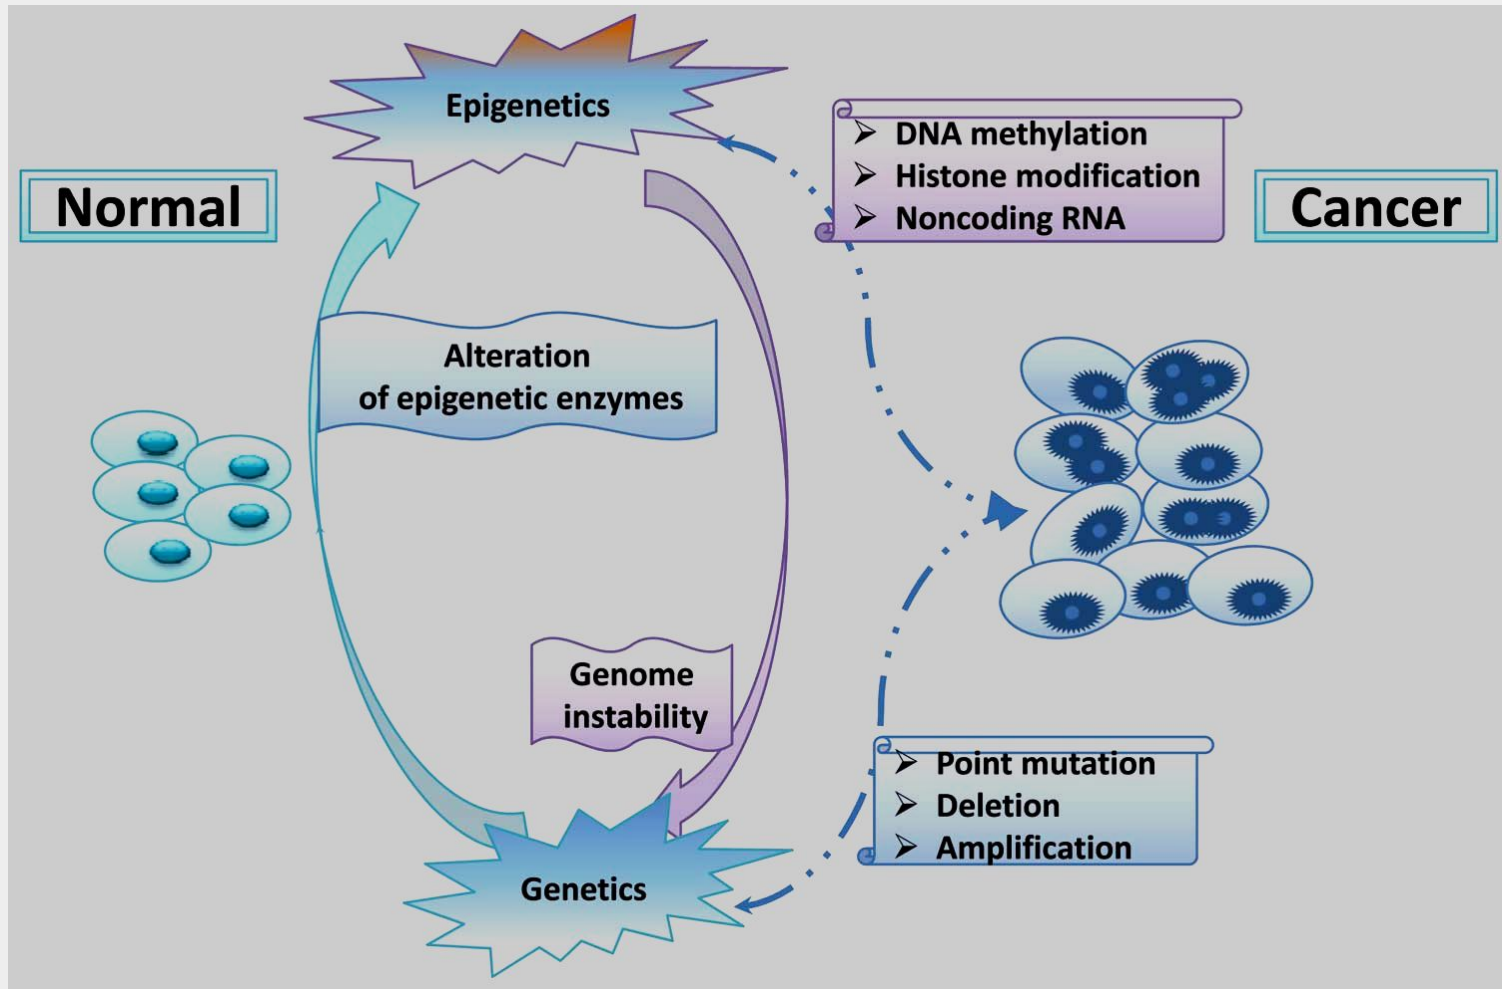 Epigenetics
DNA methylation
Histone modification
Noncoding RNA
Normal
Cancer
Alteration
of epigenetic enzymes
Genome
instability
Point mutation
Deletion
Amplification
Genetics